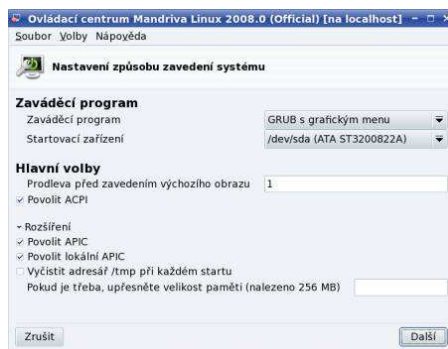 Ovládací centrum Mandriva Linux 2008.0 (Official) [na localhost]
Soubor Volby Nápověda
Nastavení způsobu zavedení systému
Zaváděcí program
Zaváděcí program GRUB s grafickým menu
Startovací zařízení /dev/sda (ATA ST3200822A)
Hlavní volby
Prodleva před zavedením výchozího obrazu 1
Povolit ACPI
Rozšíření
Povolit APIC
Povolit lokální APIC
Vyčistit adresář /tmp při každém startu
Pokud je třeba, upřesněte velikost paměti (nalezeno 256 MB)
Zrušit Další